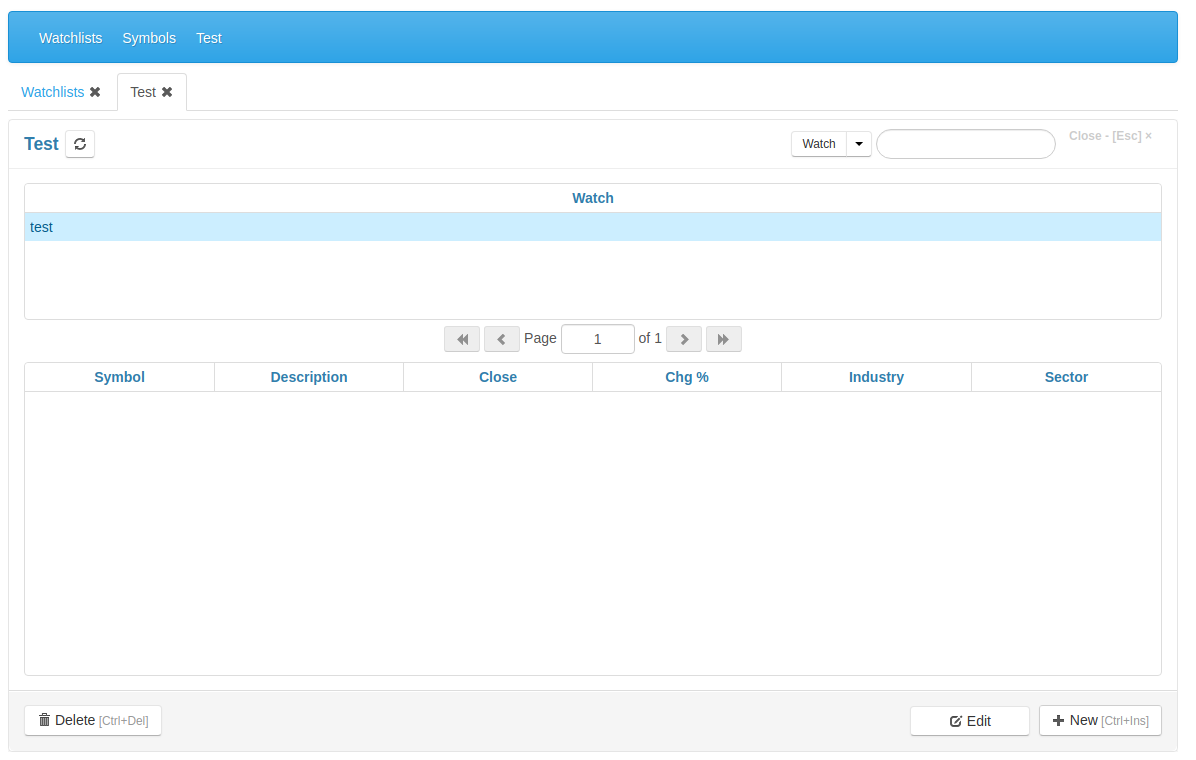 Watchlists Symbols Test
Watchlists ✖ Test ✖
Test Watch Close - [Esc] ×
Watch
test
Page 1 of 1
Symbol Description Close Chg % Industry Sector
Delete [Ctrl+Del] Edit New [Ctrl+Ins]